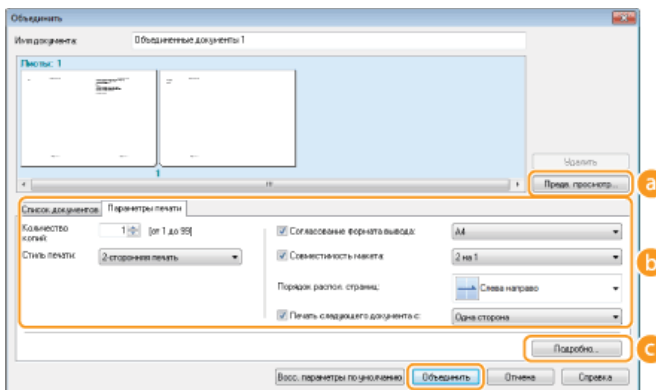 Объединить
Имя документа: Объединенные документы 1
Листы: 1
1
Удалить
Предв. просмотр... a
Список документов Параметры печати
Количество копий: 1 [от 1 до 99] Согласование формата вывода: A4
Стиль печати: 2-сторонняя печать Совместимость макета: 2 на 1
Порядок распол. страниц: Слева направо
Печать следующего документа с: Одна сторона
b
Подробно... c
Восс. параметры по умолчанию Объединить Отмена Справка